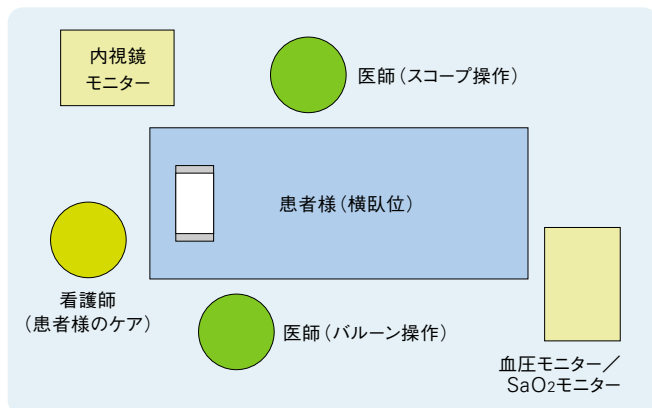 内視鏡
モニター
医師（スコープ操作）
患者様（横臥位）
看護師
（患者様のケア）
医師（バルーン操作）
血圧モニター／
SaO2モニター